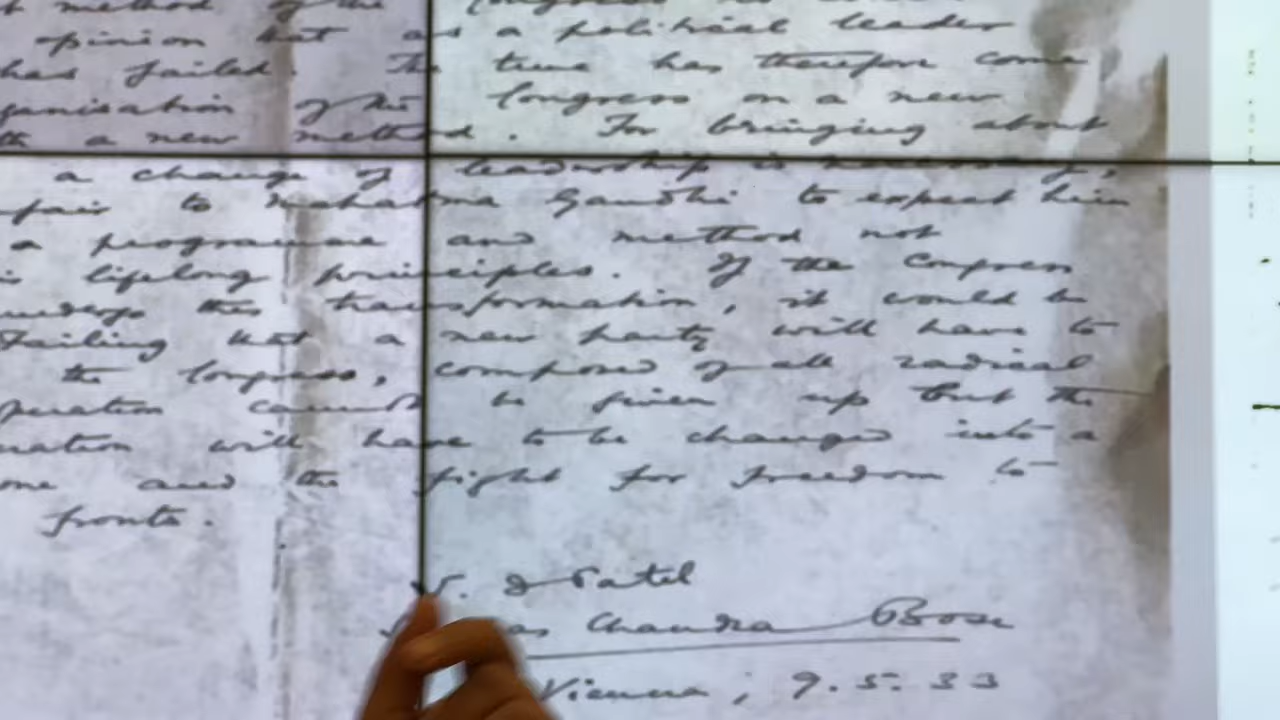 method of the Congress
opinion that as a political leader
has failed. The time has therefore come
ganisation of the Congress on a new
th a new method. For bringing about
a change of leadership is necessary,
fair to Mahatma Gandhi to expect him
a programme and method not
lifelong principles. If the Congress
undergo this transformation, it would be
Failing that a new party will have to
the Congress, composed of all radical
peration cannot be given up but the
will have to be changed into a
one and the fight for freedom to
fronts.
V. J Patel
as Chandra Bose
Vienna, 9.5.33